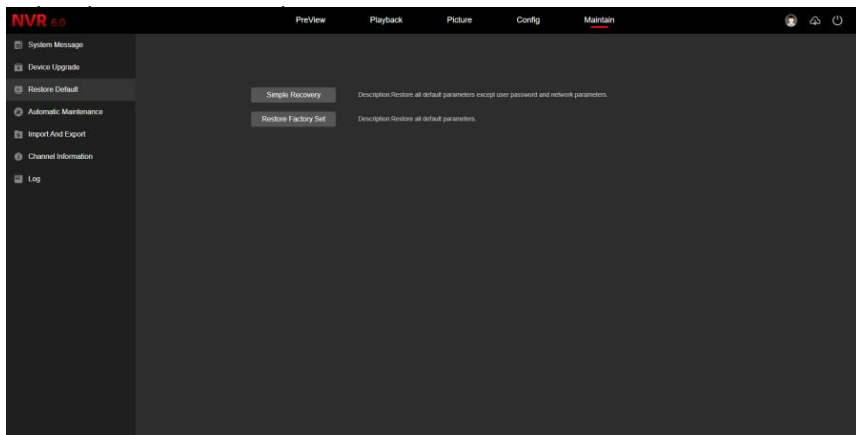 NVR 6.0
PreView Playback Picture Config Maintain
System Message
Device Upgrade
Restore Default
Automatic Maintenance
Import And Export
Channel Information
Log
Simple Recovery Description:Restore all default parameters except user password and network parameters.
Restore Factory Set Description:Restore all default parameters.